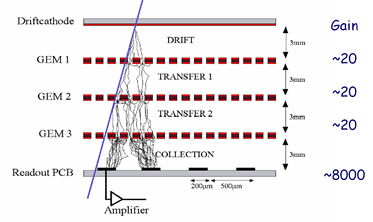 Driftcathode
Gain
DRIFT
3mm
GEM 1
~20
TRANSFER 1
3mm
GEM 2
~20
TRANSFER 2
3mm
GEM 3
~20
COLLECTION
3mm
Readout PCB
~8000
200µm
500µm
Amplifier